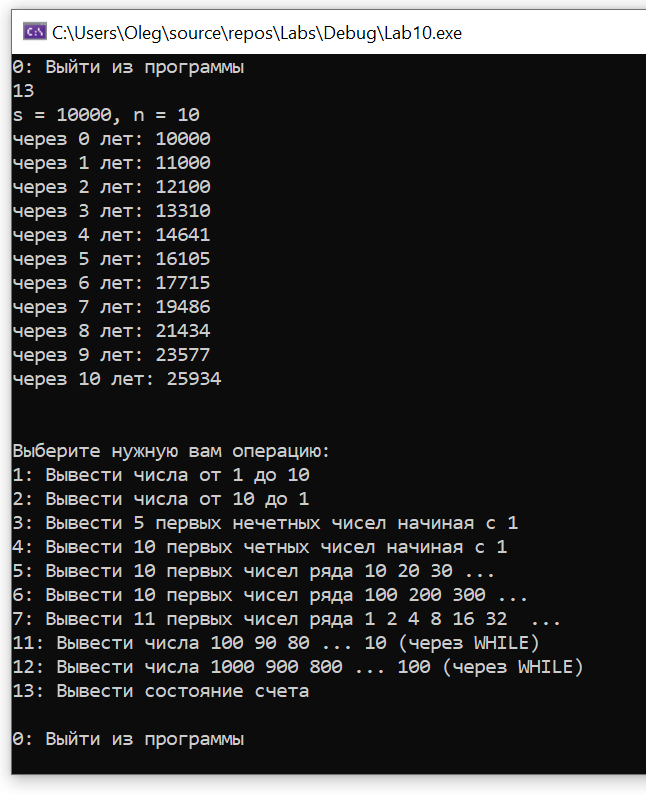 C:\Users\Oleg\source\repos\Labs\Debug\Lab10.exe
0: Выйти из программы
13
s = 10000, n = 10
через 0 лет: 10000
через 1 лет: 11000
через 2 лет: 12100
через 3 лет: 13310
через 4 лет: 14641
через 5 лет: 16105
через 6 лет: 17715
через 7 лет: 19486
через 8 лет: 21434
через 9 лет: 23577
через 10 лет: 25934
Выберите нужную вам операцию:
1: Вывести числа от 1 до 10
2: Вывести числа от 10 до 1
3: Вывести 5 первых нечетных чисел начиная с 1
4: Вывести 10 первых четных чисел начиная с 1
5: Вывести 10 первых чисел ряда 10 20 30 ...
6: Вывести 10 первых чисел ряда 100 200 300 ...
7: Вывести 11 первых чисел ряда 1 2 4 8 16 32  ...
11: Вывести числа 100 90 80 ... 10 (через WHILE)
12: Вывести числа 1000 900 800 ... 100 (через WHILE)
13: Вывести состояние счета
0: Выйти из программы